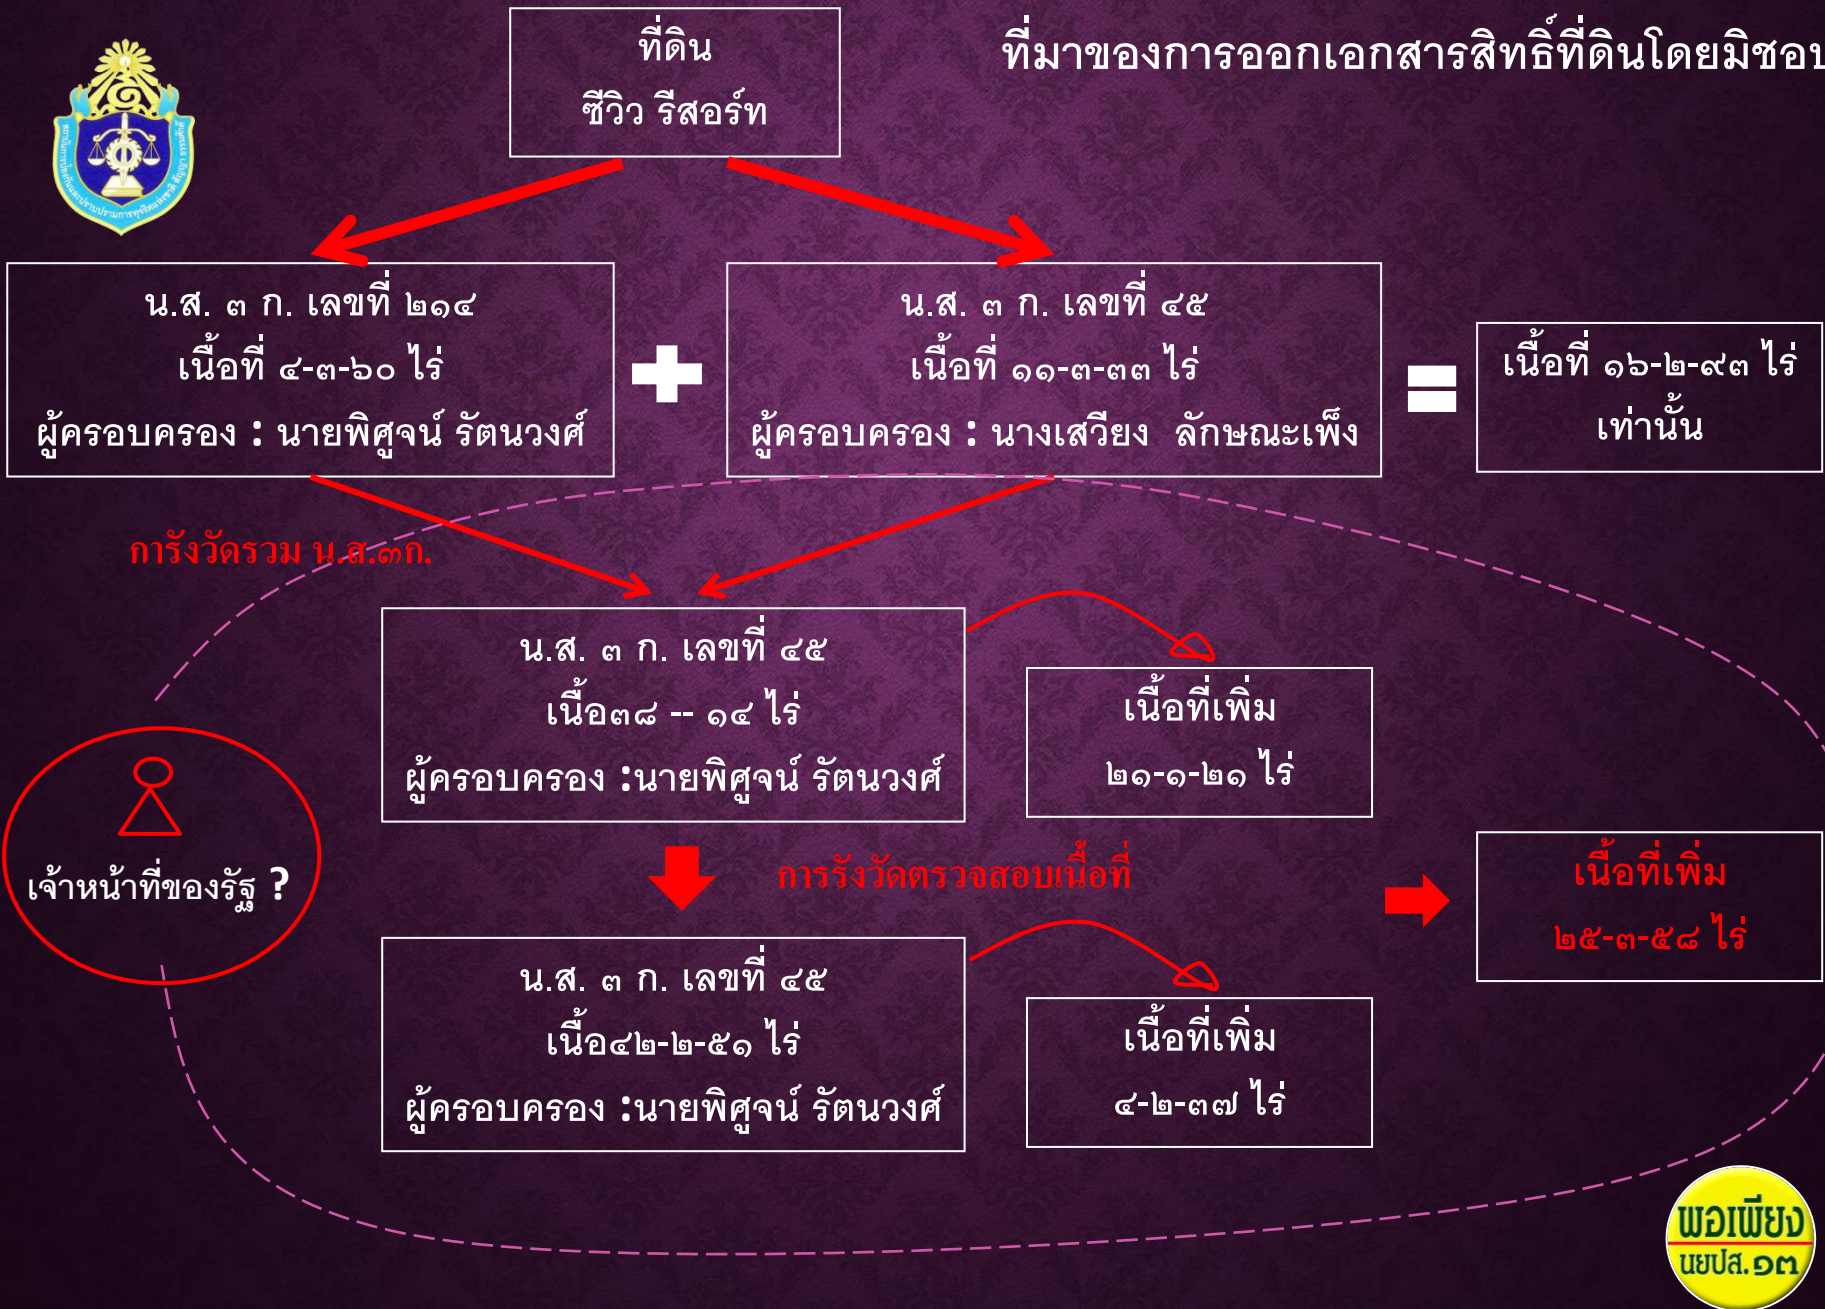 ที่ดิน
ซีวิว รีสอร์ท
ที่มาของการออกเอกสารสิทธิ์ที่ดินโดยมิชอบ
น.ส. ๓ ก. เลขที่ ๒๑๔
เนื้อที่ ๔-๓-๖๐ ไร่
ผู้ครอบครอง : นายพิศูจน์ รัตนวงศ์
น.ส. ๓ ก. เลขที่ ๔๕
เนื้อที่ ๑๑-๓-๓๓ ไร่
ผู้ครอบครอง : นางเสวียง ลักษณะเพ็ง
เนื้อที่ ๑๖-๒-๙๓ ไร่
เท่านั้น
การังวัดรวม น.ส.๓ก.
น.ส. ๓ ก. เลขที่ ๔๕
เนื้อ๓๘ -- ๑๔ ไร่
ผู้ครอบครอง :นายพิศูจน์ รัตนวงศ์
เนื้อที่เพิ่ม
๒๑-๑-๒๑ ไร่
เจ้าหน้าที่ของรัฐ ?
การรังวัดตรวจสอบเนื้อที่
เนื้อที่เพิ่ม
๒๕-๓-๕๘ ไร่
น.ส. ๓ ก. เลขที่ ๔๕
เนื้อ๔๒-๒-๕๑ ไร่
ผู้ครอบครอง :นายพิศูจน์ รัตนวงศ์
เนื้อที่เพิ่ม
๔-๒-๓๗ ไร่
พอเพียง
นยปส.๑๓